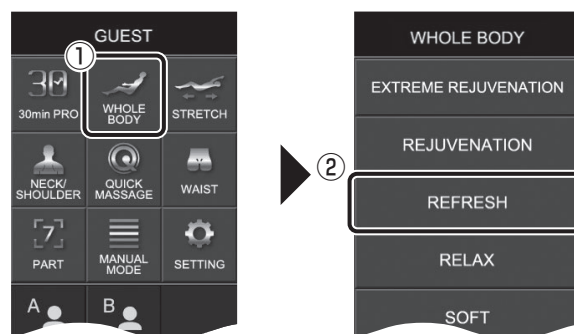 GUEST
①
30
30min PRO
WHOLE
BODY
STRETCH
NECK/
SHOULDER
QUICK
MASSAGE
WAIST
7
PART
MANUAL
MODE
SETTING
A
B
②
WHOLE BODY
EXTREME REJUVENATION
REJUVENATION
REFRESH
RELAX
SOFT